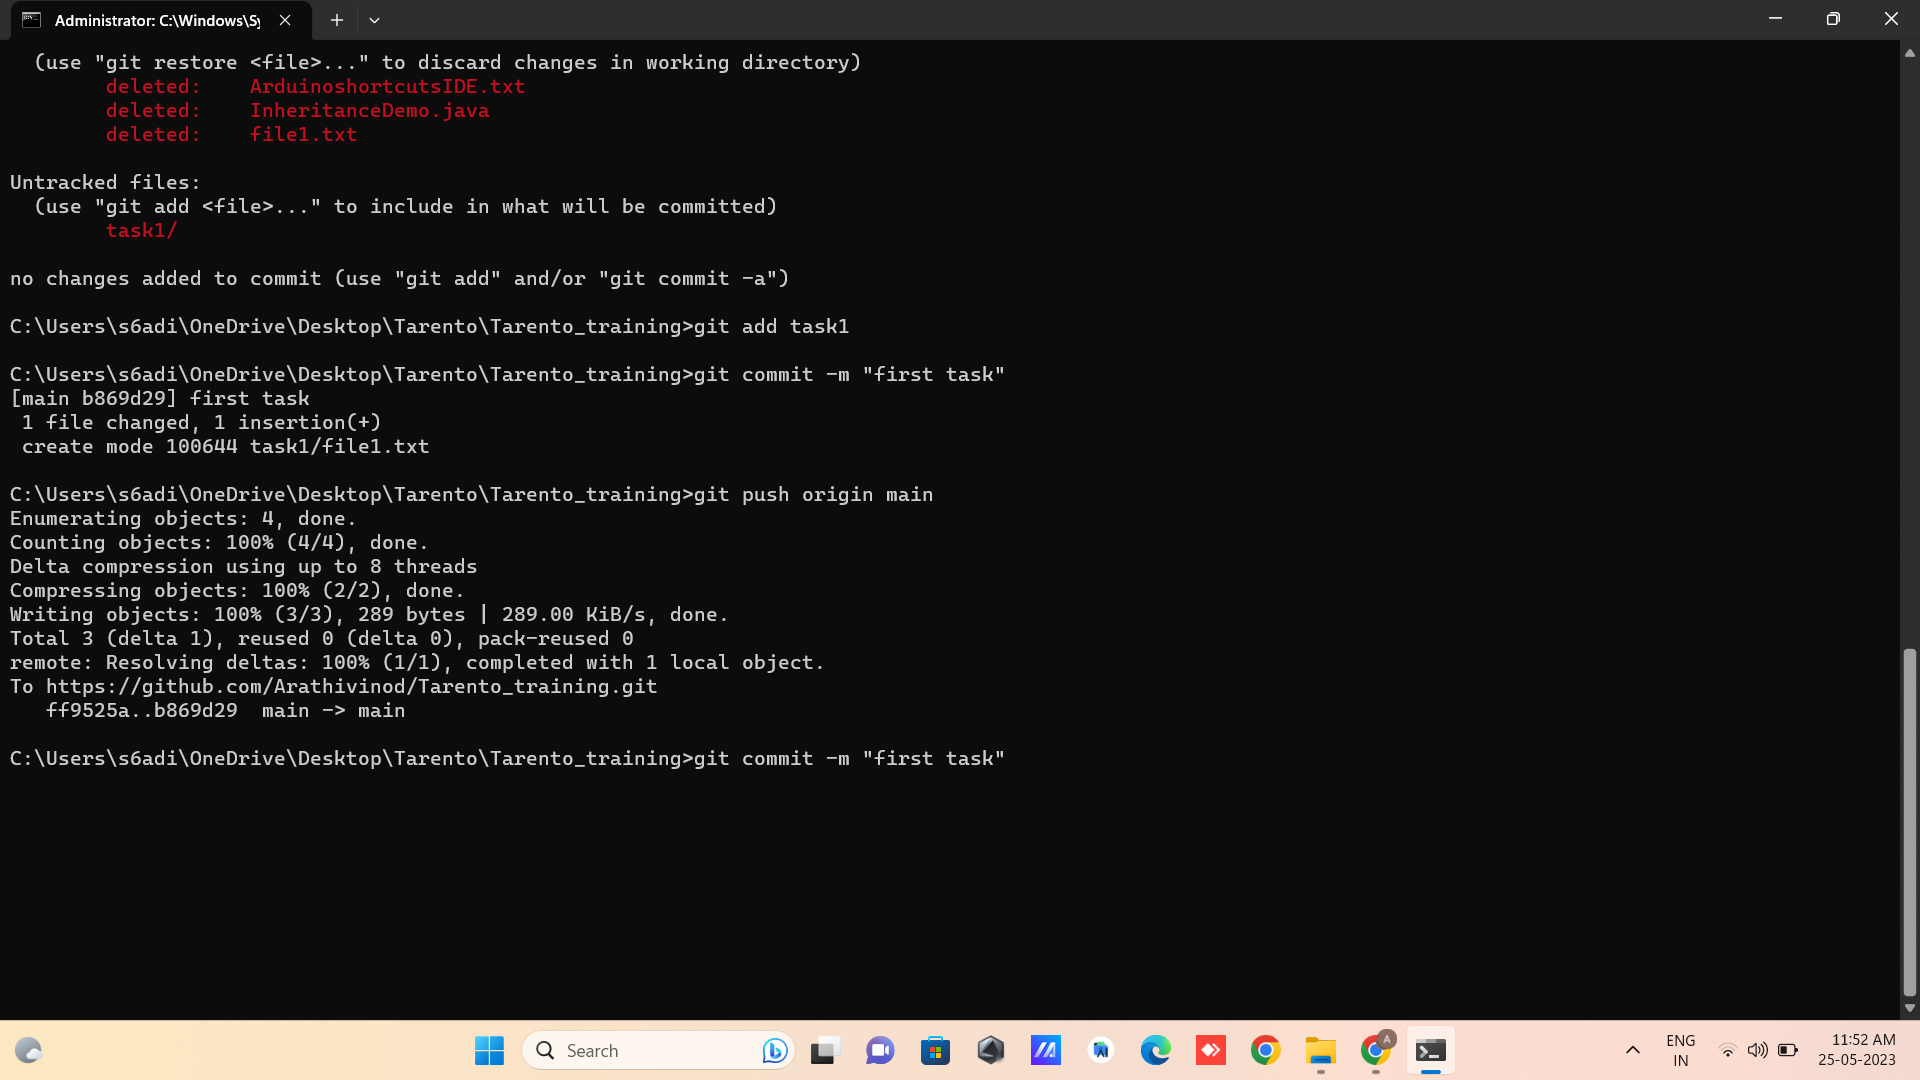 Administrator: C:\Windows\Sy
(use "git restore <file>..." to discard changes in working directory)
deleted:    ArduinoshortcutsIDE.txt
deleted:    InheritanceDemo.java
deleted:    file1.txt
Untracked files:
(use "git add <file>..." to include in what will be committed)
task1/
no changes added to commit (use "git add" and/or "git commit -a")
C:\Users\s6adi\OneDrive\Desktop\Tarento\Tarento_training>git add task1
C:\Users\s6adi\OneDrive\Desktop\Tarento\Tarento_training>git commit -m "first task"
[main b869d29] first task
1 file changed, 1 insertion(+)
create mode 100644 task1/file1.txt
C:\Users\s6adi\OneDrive\Desktop\Tarento\Tarento_training>git push origin main
Enumerating objects: 4, done.
Counting objects: 100% (4/4), done.
Delta compression using up to 8 threads
Compressing objects: 100% (2/2), done.
Writing objects: 100% (3/3), 289 bytes | 289.00 KiB/s, done.
Total 3 (delta 1), reused 0 (delta 0), pack-reused 0
remote: Resolving deltas: 100% (1/1), completed with 1 local object.
To https://github.com/Arathivinod/Tarento_training.git
ff9525a..b869d29  main -> main
C:\Users\s6adi\OneDrive\Desktop\Tarento\Tarento_training>git commit -m "first task"
Search
A
ENG
IN
11:52 AM
25-05-2023